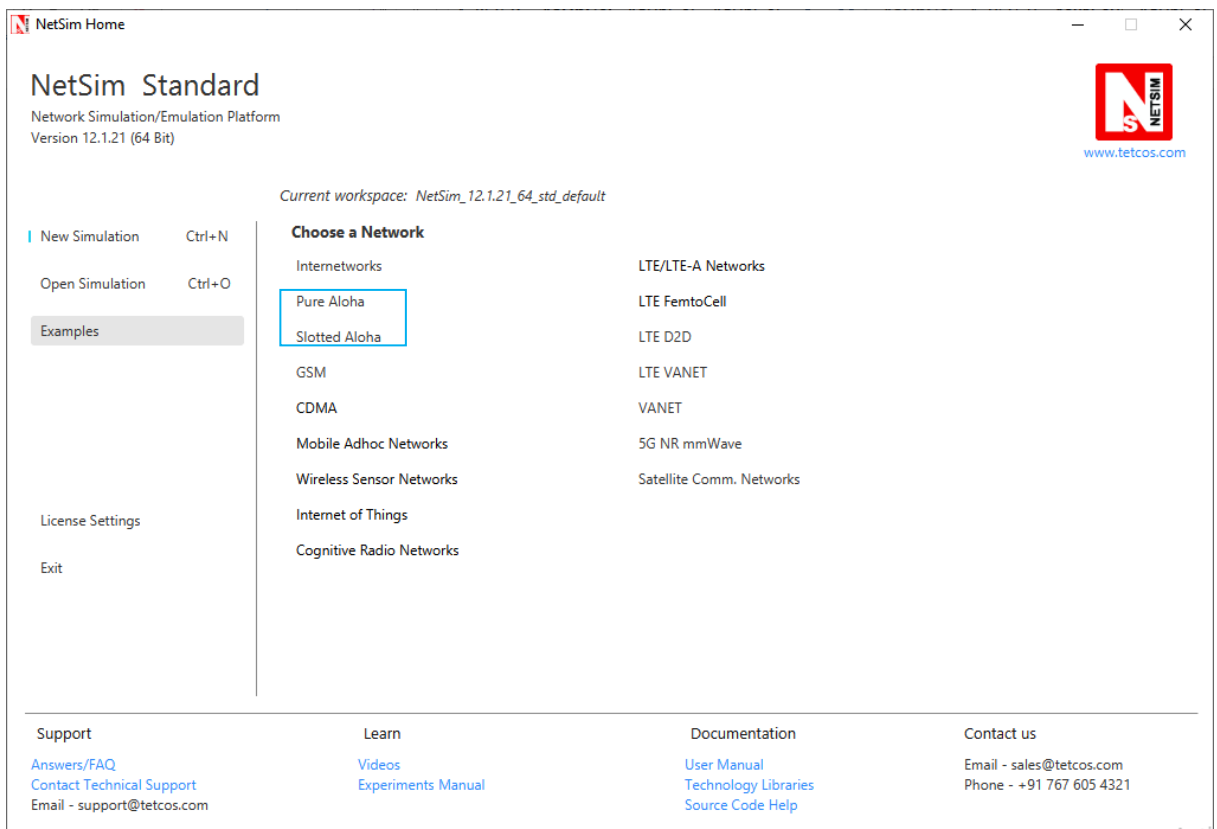 NetSim Home
NetSim Standard
Network Simulation/Emulation Platform
Version 12.1.21 (64 Bit)
NETSIM
N
S
www.tetcos.com
Current workspace: NetSim_12.1.21_64_std_default
New Simulation Ctrl+N
Open Simulation Ctrl+O
Examples
License Settings
Exit
Choose a Network
Internetworks
Pure Aloha
Slotted Aloha
GSM
CDMA
Mobile Adhoc Networks
Wireless Sensor Networks
Internet of Things
Cognitive Radio Networks
LTE/LTE-A Networks
LTE FemtoCell
LTE D2D
LTE VANET
VANET
5G NR mmWave
Satellite Comm. Networks
Support
Answers/FAQ
Contact Technical Support
Email - support@tetcos.com
Learn
Videos
Experiments Manual
Documentation
User Manual
Technology Libraries
Source Code Help
Contact us
Email - sales@tetcos.com
Phone - +91 767 605 4321